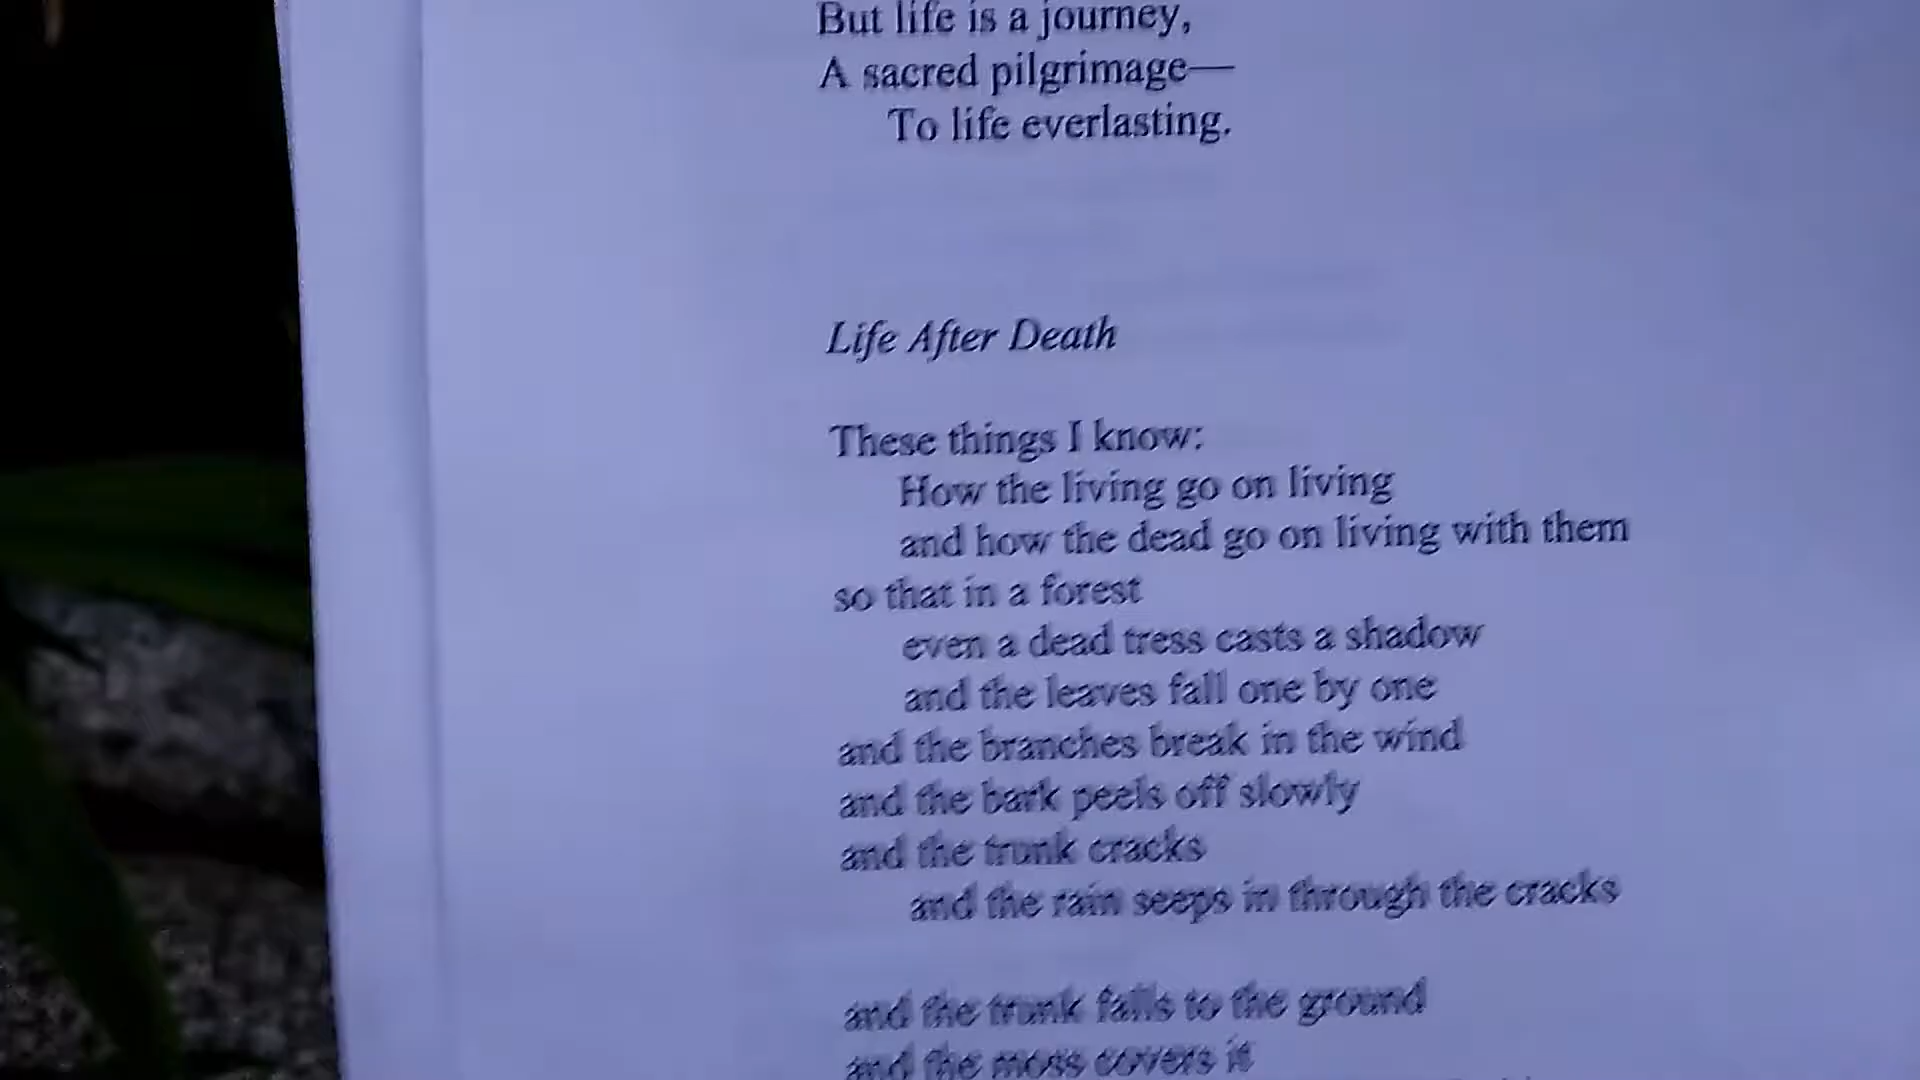 But life is a journey,
A sacred pilgrimage—
To life everlasting.
Life After Death
These things I know:
How the living go on living
and how the dead go on living with them
so that in a forest
even a dead tress casts a shadow
and the leaves fall one by one
and the branches break in the wind
and the bark peels off slowly
and the trunk cracks
and the rain seeps in through the cracks
and the trunk falls to the ground
and the moss covers it